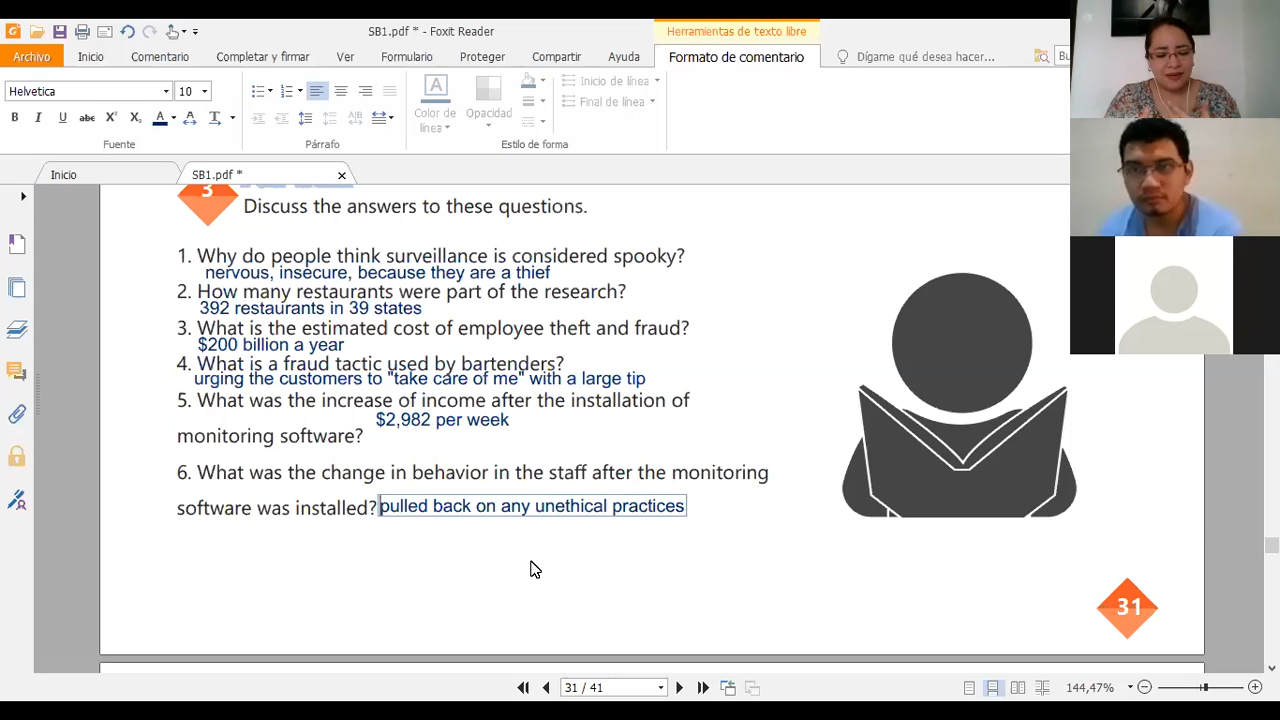 SB1.pdf * - Foxit Reader
Herramientas de texto libre
Archivo
Inicio
Comentario
Completar y firmar
Ver
Formulario
Proteger
Compartir
Ayuda
Formato de comentario
Dígame qué desea hacer...
Helvetica
10
Color de línea
Opacidad
Inicio de línea
Final de línea
Fuente
Párrafo
Estilo de forma
Inicio
SB1.pdf *
3
Discuss the answers to these questions.
1. Why do people think surveillance is considered spooky?
nervous, insecure, because they are a thief
2. How many restaurants were part of the research?
392 restaurants in 39 states
3. What is the estimated cost of employee theft and fraud?
$200 billion a year
4. What is a fraud tactic used by bartenders?
urging the customers to "take care of me" with a large tip
5. What was the increase of income after the installation of
$2,982 per week
monitoring software?
6. What was the change in behavior in the staff after the monitoring
software was installed? pulled back on any unethical practices
31
31 / 41
144,47%